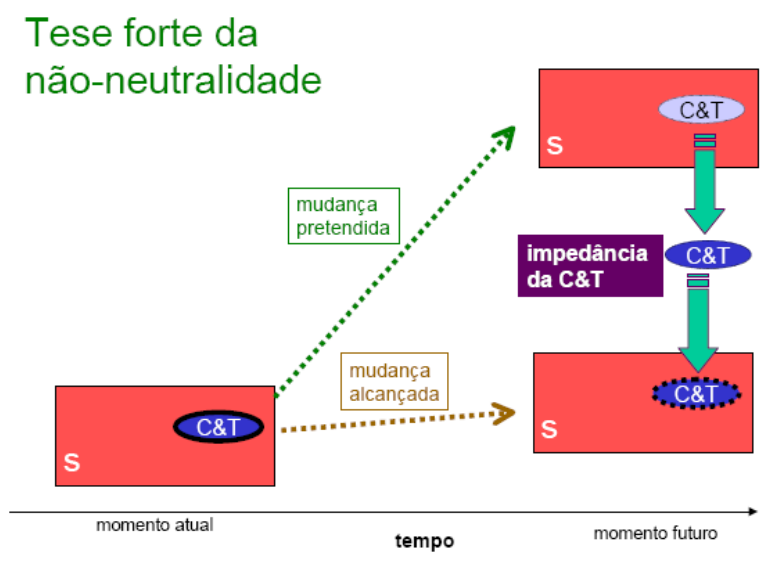 Tese forte da
não-neutralidade
C&T
S
mudança
pretendida
impedância
da C&T
C&T
mudança
alcançada
C&T
S
C&T
S
momento atual
tempo
momento futuro